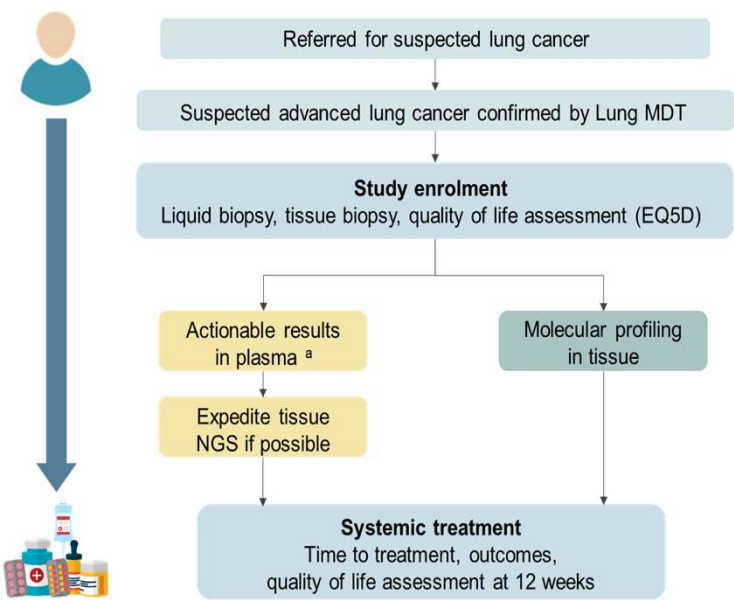 Referred for suspected lung cancer
Suspected advanced lung cancer confirmed by Lung MDT
Study enrolment
Liquid biopsy, tissue biopsy, quality of life assessment (EQ5D)
Actionable results
in plasma ᵃ
Molecular profiling
in tissue
Expedite tissue
NGS if possible
Systemic treatment
Time to treatment, outcomes,
quality of life assessment at 12 weeks